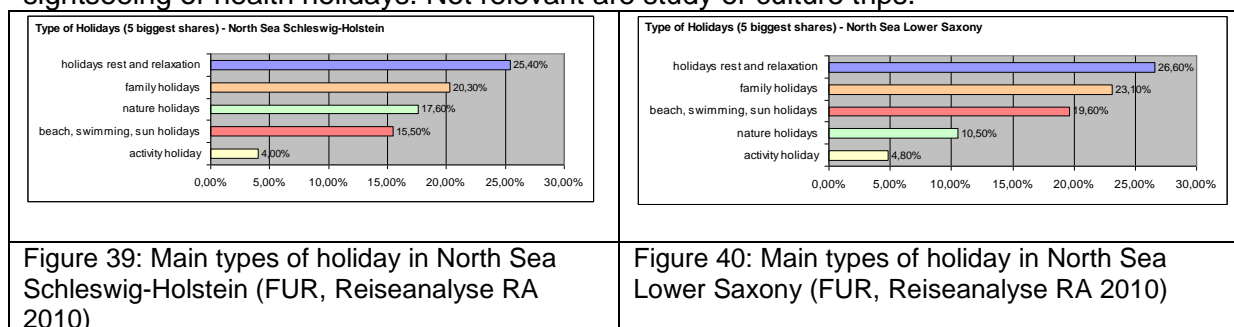 sightseeing or health holidays. Not relevant are study or culture trips.
Type of Holidays (5 biggest shares) - North Sea Schleswig-Holstein
holidays rest and relaxation
25,40%
family holidays
20,30%
nature holidays
17,60%
beach, swimming, sun holidays
15,50%
activity holiday
4,00%
0,00% 5,00% 10,00% 15,00% 20,00% 25,00% 30,00%
Type of Holidays (5 biggest shares) - North Sea Lower Saxony
holidays rest and relaxation
26,60%
family holidays
23,10%
beach, swimming, sun holidays
19,60%
nature holidays
10,50%
activity holiday
4,80%
0,00% 5,00% 10,00% 15,00% 20,00% 25,00% 30,00%
Figure 39: Main types of holiday in North Sea
Schleswig-Holstein (FUR, Reiseanalyse RA
2010)
Figure 40: Main types of holiday in North Sea
Lower Saxony (FUR, Reiseanalyse RA 2010)